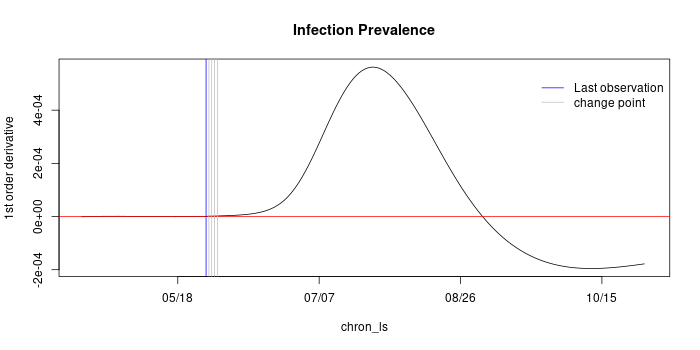 Infection Prevalence
Last observation
change point
1st order derivative
4e-04
2e-04
0e+00
-2e-04
05/18
07/07
08/26
10/15
chron_ls